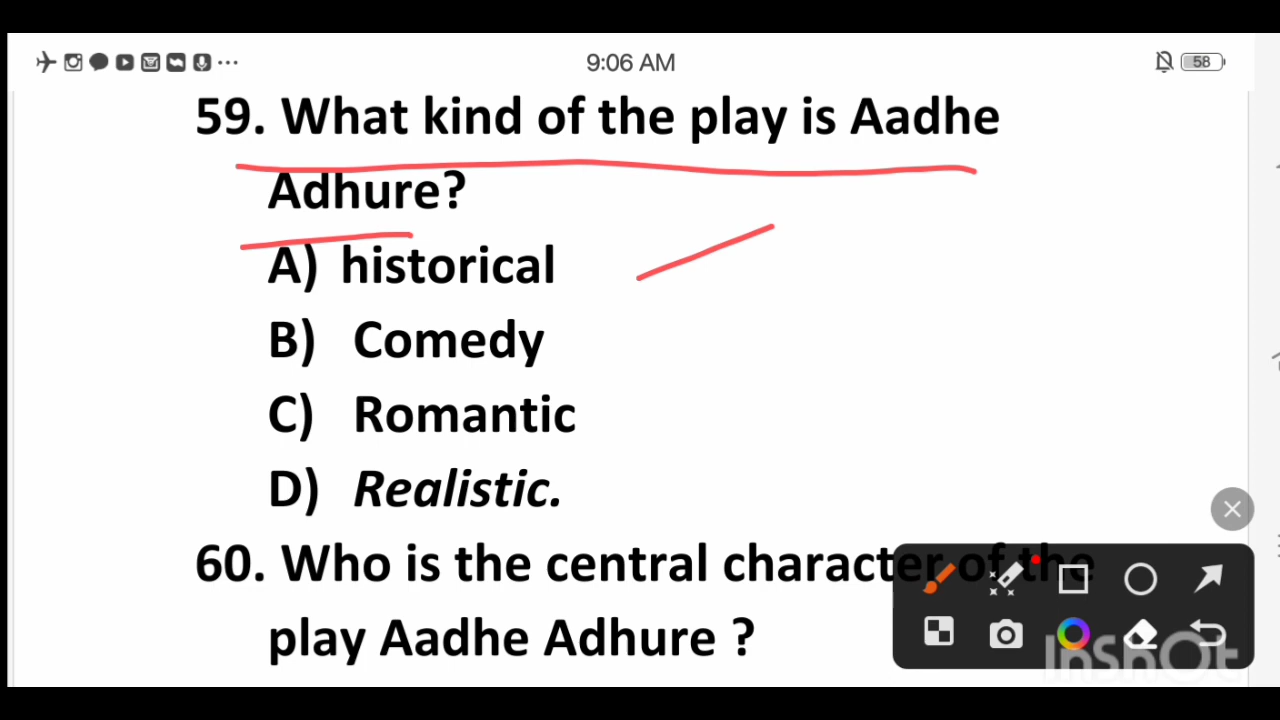 9:06 AM
58
59. What kind of the play is Aadhe
Adhure?
A) historical
B) Comedy
C) Romantic
D) Realistic.
60. Who is the central character of the
play Aadhe Adhure ?
InShOt